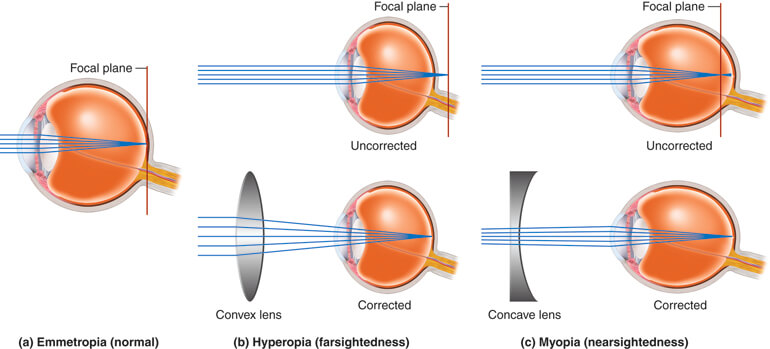 Focal plane
Focal plane
Focal plane
Uncorrected
Uncorrected
Convex lens
Corrected
Concave lens
Corrected
(a) Emmetropia (normal)
(b) Hyperopia (farsightedness)
(c) Myopia (nearsightedness)